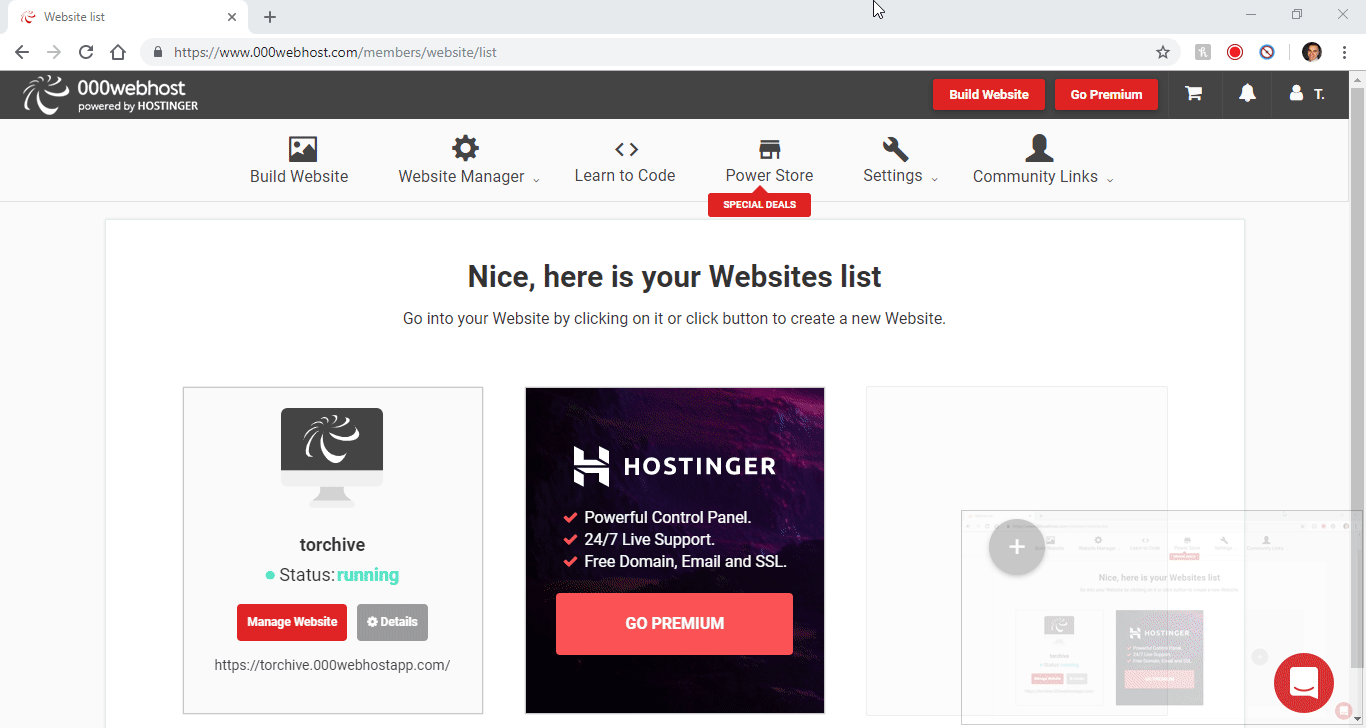 Website list
https://www.000webhost.com/members/website/list
000webhost
powered by HOSTINGER
Build Website
Go Premium
T.
Build Website
Website Manager
Learn to Code
Power Store
Settings
Community Links
SPECIAL DEALS
Nice, here is your Websites list
Go into your Website by clicking on it or click button to create a new Website.
torchive
Status: running
Manage Website
Details
https://torchive.000webhostapp.com/
HOSTINGER
Powerful Control Panel.
24/7 Live Support.
Free Domain, Email and SSL.
GO PREMIUM
Nice, here is your Websites list
HOSTINGER